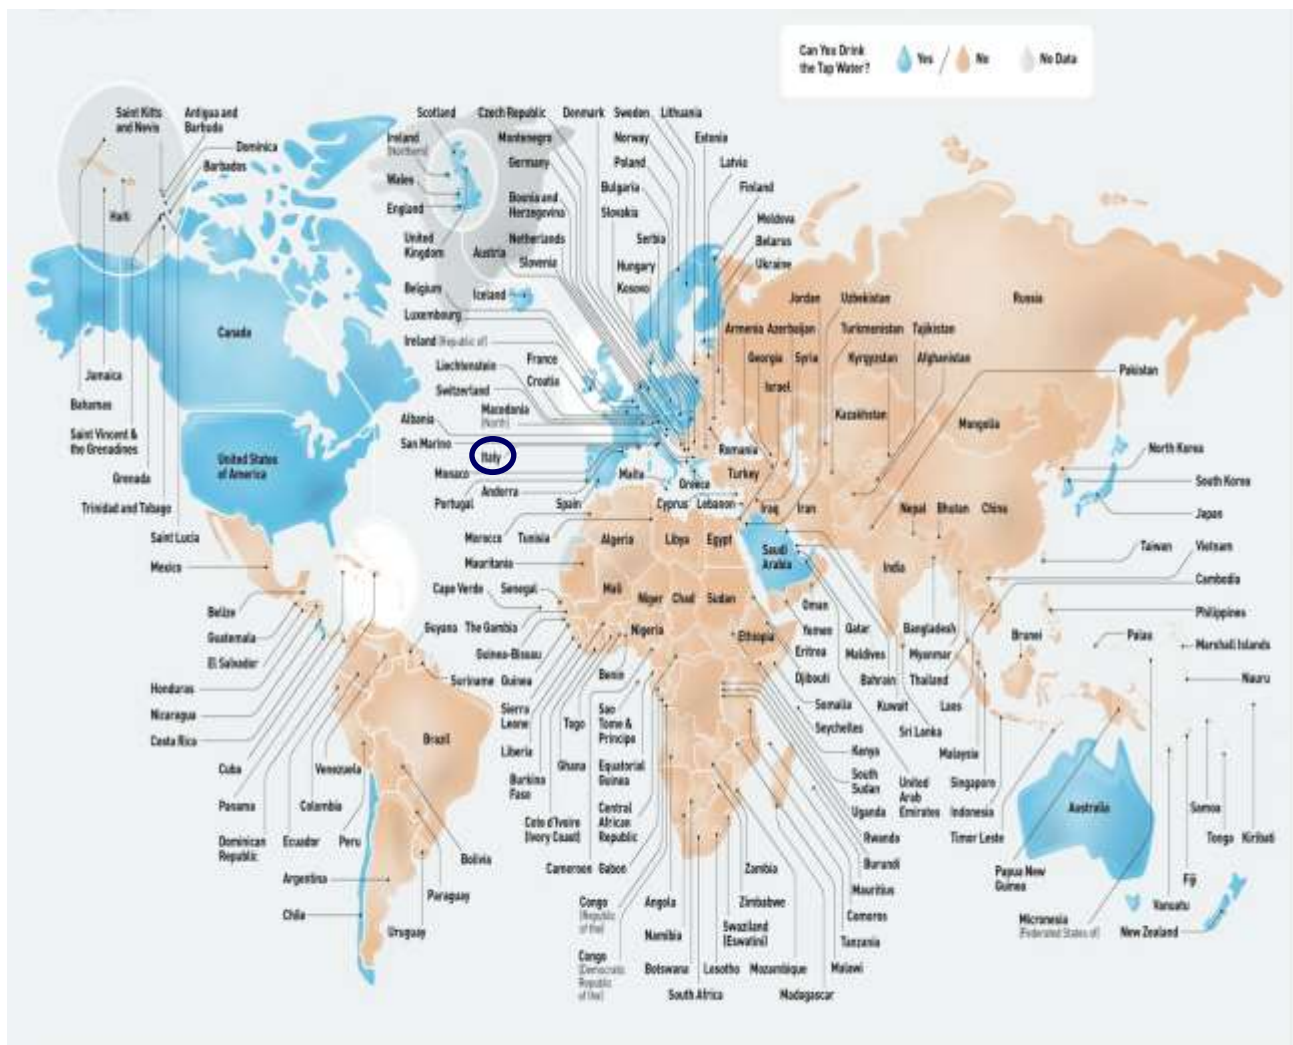 Can You Drink
the Tap Water?
Yes / No
No Data
Saint Kitts
and Nevis
Antigua and
Barbuda
Dominica
Barbados
Haiti
Scotland
Ireland
(Northern)
Wales
England
United
Kingdom
Czech Republic
Montenegro
Germany
Bosnia and
Herzegovina
Netherlands
Austria
Slovenia
Denmark
Sweden
Lithuania
Norway
Poland
Bulgaria
Slovakia
Serbia
Hungary
Kosovo
Estonia
Latvia
Finland
Moldova
Belarus
Ukraine
Belgium
Iceland
Luxembourg
Ireland (Republic of)
Liechtenstein
France
Switzerland
Croatia
Macedonia
(North)
Albania
San Marino
Italy
Monaco
Andorra
Portugal
Spain
Malta
Greece
Cyprus
Lebanon
Romania
Turkey
Jordan
Uzbekistan
Armenia
Azerbaijan
Turkmenistan
Tajikistan
Georgia
Syria
Kyrgyzstan
Afghanistan
Israel
Kazakhstan
Russia
Pakistan
Mongolia
North Korea
South Korea
Japan
Iraq
Iran
Nepal
Bhutan
China
Taiwan
Vietnam
Cambodia
Philippines
Canada
United States
of America
Jamaica
Bahamas
Saint Vincent &
the Grenadines
Grenada
Trinidad and Tobago
Saint Lucia
Mexico
Belize
Guatemala
El Salvador
Honduras
Nicaragua
Costa Rica
Cuba
Panama
Dominican
Republic
Venezuela
Colombia
Ecuador
Peru
Argentina
Chile
Uruguay
Paraguay
Bolivia
Brazil
Guyana
Suriname
Morocco
Tunisia
Algeria
Libya
Egypt
Saudi
Arabia
India
Mauritania
Cape Verde
Senegal
Mali
Niger
Chad
Sudan
The Gambia
Nigeria
Ethiopia
Guinea-Bissau
Guinea
Benin
Sierra
Leone
Togo
Sao
Tome &
Principe
Liberia
Ghana
Equatorial
Guinea
Burkina
Faso
Cote d'Ivoire
(Ivory Coast)
Central
African
Republic
Cameroon
Gabon
Congo
(Republic
of the)
Congo
(Democratic
Republic
of the)
Angola
Namibia
Botswana
South Africa
Lesotho
Swaziland
(Eswatini)
Zimbabwe
Zambia
Mozambique
Madagascar
Malawi
Tanzania
Comoros
Mauritius
Burundi
Rwanda
Uganda
South
Sudan
Kenya
Seychelles
Somalia
Djibouti
Eritrea
Yemen
Oman
Qatar
Maldives
Bahrain
Kuwait
United
Arab
Emirates
Sri Lanka
Bangladesh
Myanmar
Thailand
Laos
Malaysia
Singapore
Indonesia
Timor Leste
Brunei
Palau
Marshall Islands
Nauru
Papua New
Guinea
Micronesia
(Federated States of)
Australia
Samoa
Tonga
Kiribati
Fiji
Vanuatu
New Zealand